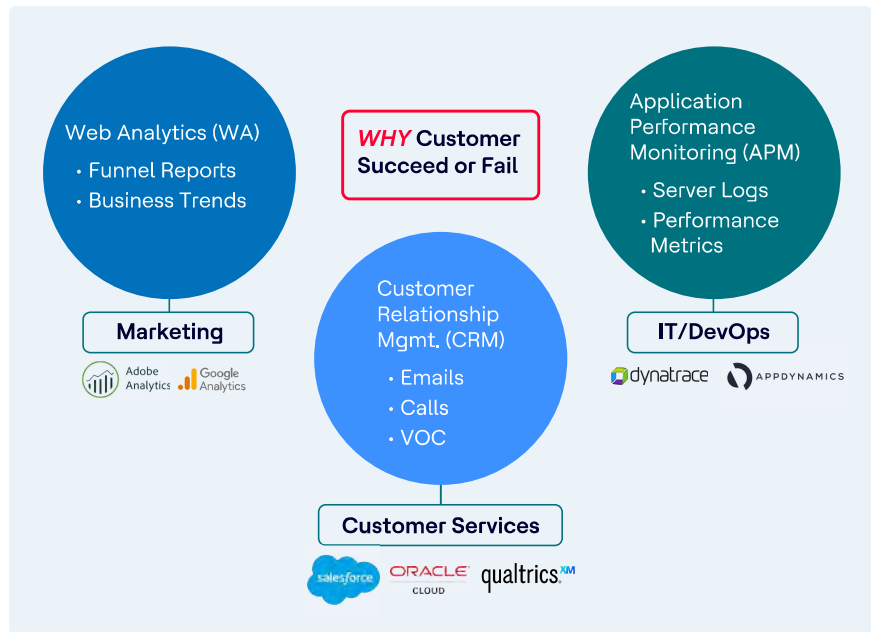 Web Analytics (WA)
• Funnel Reports
• Business Trends
Marketing
Adobe
Analytics
Google
Analytics
WHY Customer
Succeed or Fail
Customer
Relationship
Mgmt. (CRM)
• Emails
• Calls
• VOC
Customer Services
salesforce
ORACLE
CLOUD
qualtrics.XM
Application
Performance
Monitoring (APM)
• Server Logs
• Performance
Metrics
IT/DevOps
dynatrace
APPDYNAMICS